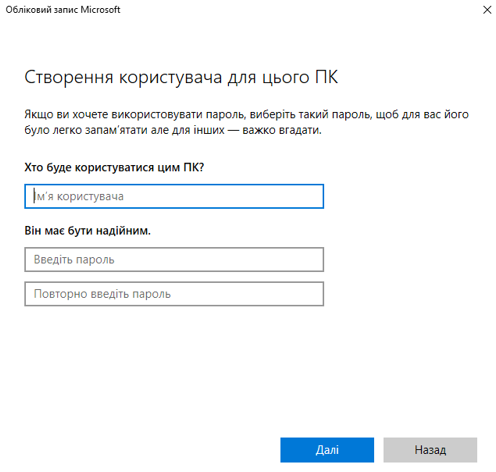 Обліковий запис Microsoft
Створення користувача для цього ПК
Якщо ви хочете використовувати пароль, виберіть такий пароль, щоб для вас його
було легко запам'ятати але для інших — важко вгадати.
Хто буде користуватися цим ПК?
Ім'я користувача
Він має бути надійним.
Введіть пароль
Повторно введіть пароль
Далі
Назад